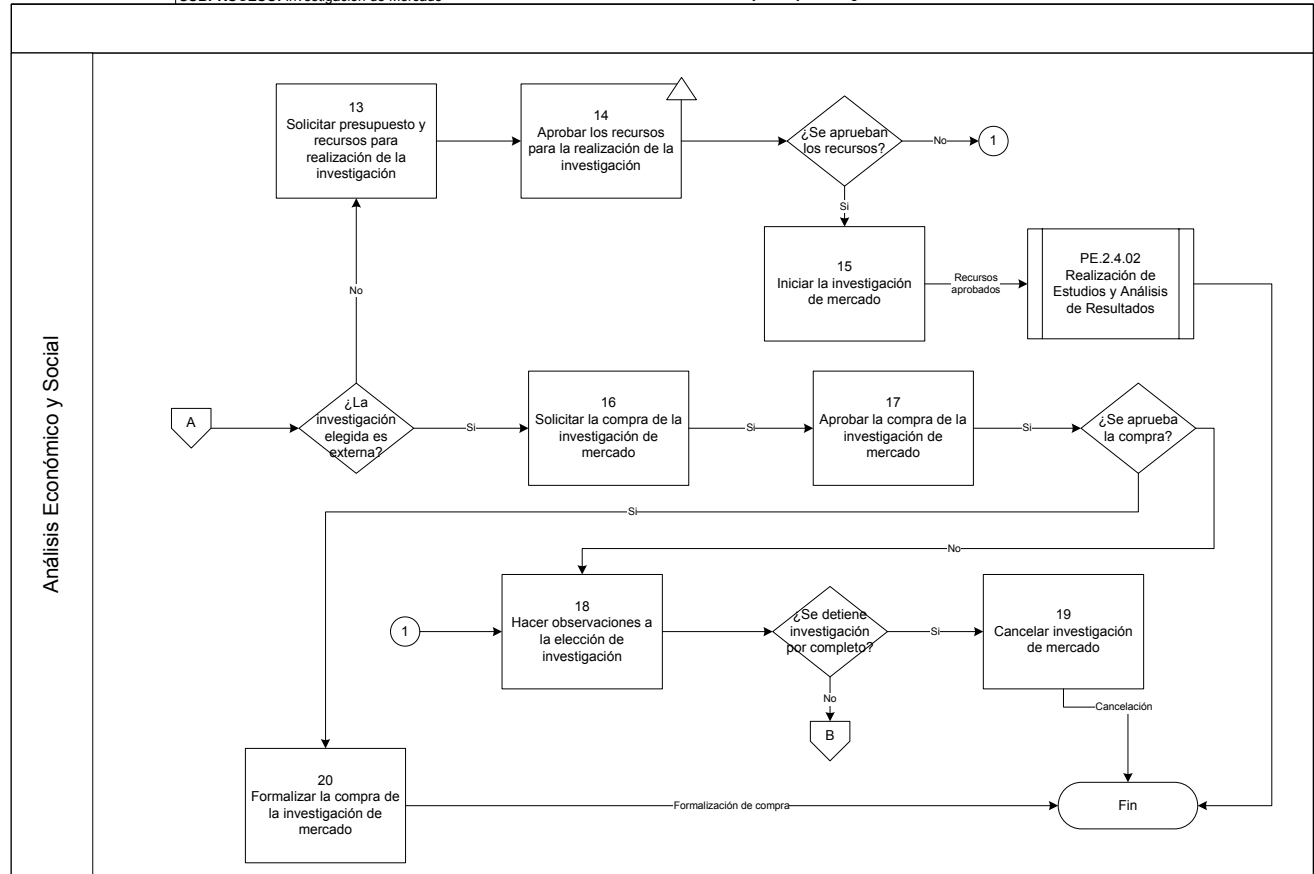 SUBPROCESO: Investigación de Mercado
Análisis Económico y Social
13
Solicitar presupuesto y
recursos para
realización de la
investigación
14
Aprobar los recursos
para la realización de la
investigación
¿Se aprueban
los recursos?
No
1
Si
15
Iniciar la investigación
de mercado
Recursos
aprobados
PE.2.4.02
Realización de
Estudios y Análisis
de Resultados
No
A
¿La
investigación
elegida es
externa?
Si
16
Solicitar la compra de la
investigación de
mercado
Si
17
Aprobar la compra de la
investigación de
mercado
Si
¿Se aprueba
la compra?
Si
No
1
18
Hacer observaciones a
la elección de
investigación
¿Se detiene
investigación
por completo?
Si
19
Cancelar investigación
de mercado
No
B
Cancelación
20
Formalizar la compra de
la investigación de
mercado
Formalización de compra
Fin